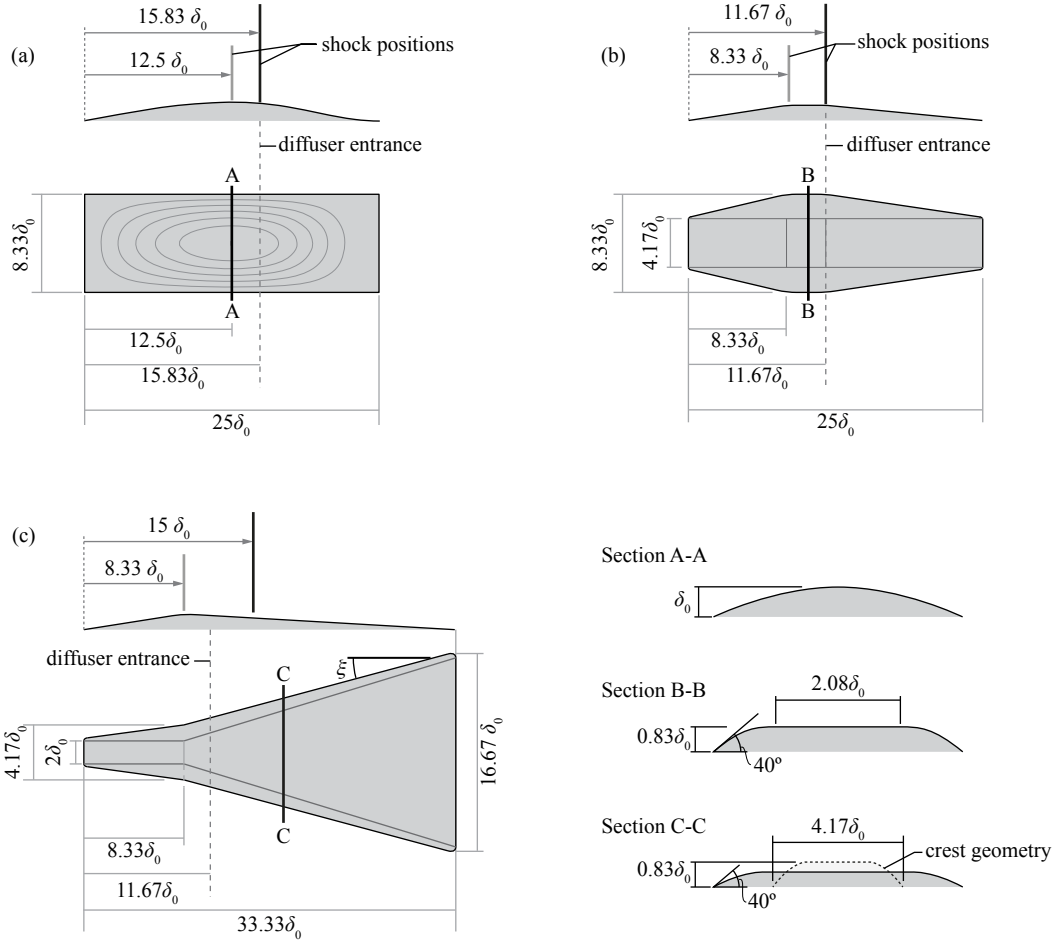 (a)
15.83 δ₀
12.5 δ₀
shock positions
diffuser entrance
A
8.33δ₀
A
12.5δ₀
15.83δ₀
25δ₀
(b)
11.67 δ₀
8.33 δ₀
shock positions
diffuser entrance
B
8.33δ₀
4.17δ₀
B
8.33δ₀
11.67δ₀
25δ₀
(c)
15 δ₀
8.33 δ₀
diffuser entrance
ξ
C
4.17δ₀
2δ₀
16.67 δ₀
C
8.33δ₀
11.67δ₀
33.33δ₀
Section A-A
δ₀
Section B-B
2.08δ₀
0.83δ₀
40º
Section C-C
4.17δ₀
crest geometry
0.83δ₀
40º